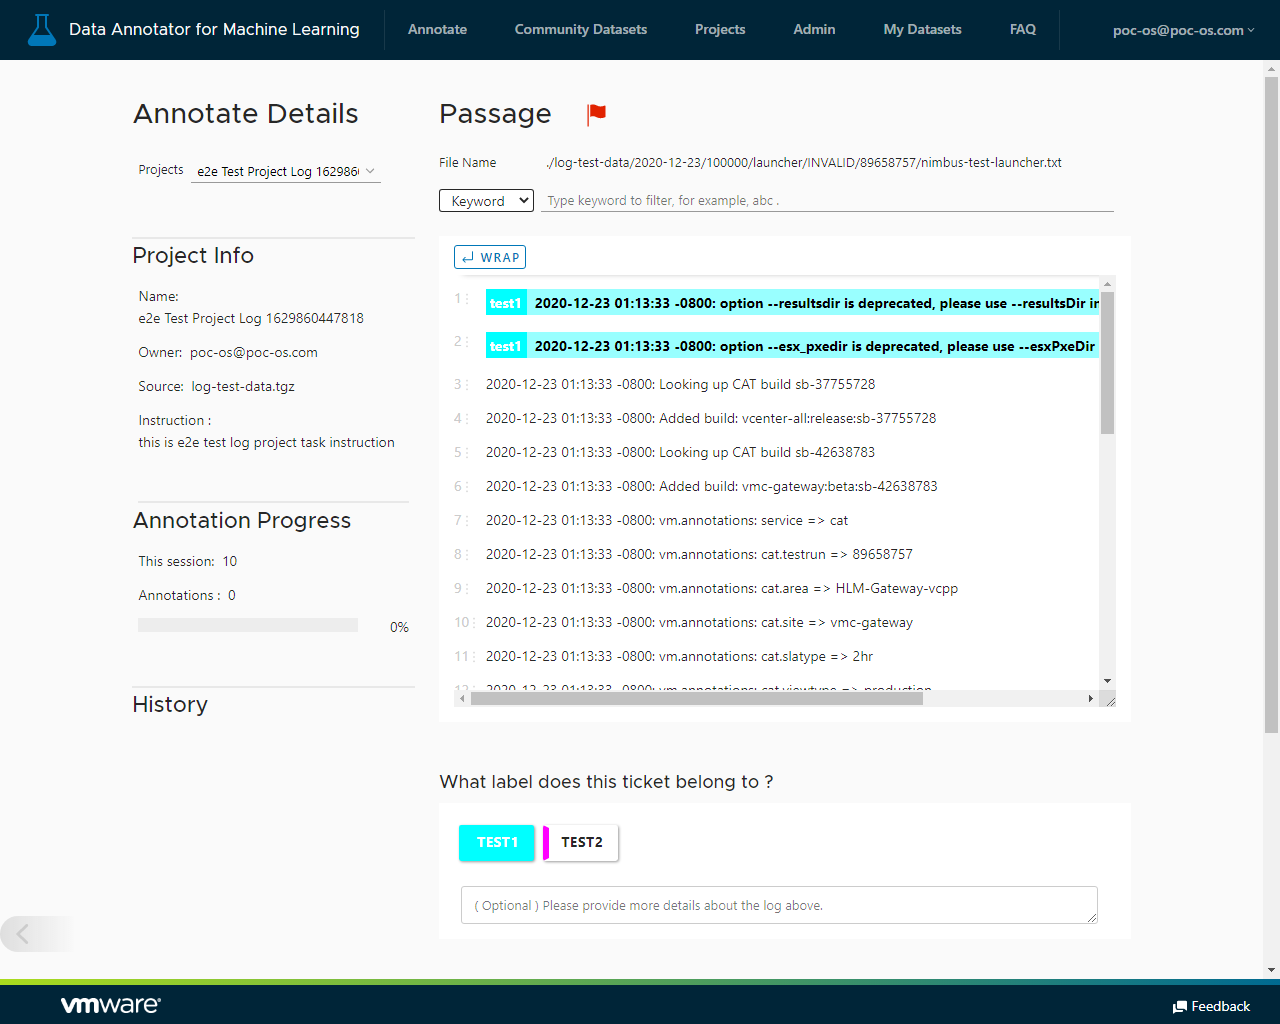 Data Annotator for Machine Learning
Annotate
Community Datasets
Projects
Admin
My Datasets
FAQ
poc-os@poc-os.com
Annotate Details
Projects
e2e Test Project Log 162986
Project Info
Name:
e2e Test Project Log 1629860447818
Owner: poc-os@poc-os.com
Source: log-test-data.tgz
Instruction :
this is e2e test log project task instruction
Annotation Progress
This session: 10
Annotations : 0
0%
History
Passage
File Name ./log-test-data/2020-12-23/100000/launcher/INVALID/89658757/nimbus-test-launcher.txt
Keyword Type keyword to filter, for example, abc .
WRAP
1 test1 2020-12-23 01:13:33 -0800: option --resultsdir is deprecated, please use --resultsDir in
2 test1 2020-12-23 01:13:33 -0800: option --esx_pxedir is deprecated, please use --esxPxeDir
3 2020-12-23 01:13:33 -0800: Looking up CAT build sb-37755728
4 2020-12-23 01:13:33 -0800: Added build: vcenter-all:release:sb-37755728
5 2020-12-23 01:13:33 -0800: Looking up CAT build sb-42638783
6 2020-12-23 01:13:33 -0800: Added build: vmc-gateway:beta:sb-42638783
7 2020-12-23 01:13:33 -0800: vm.annotations: service => cat
8 2020-12-23 01:13:33 -0800: vm.annotations: cat.testrun => 89658757
9 2020-12-23 01:13:33 -0800: vm.annotations: cat.area => HLM-Gateway-vcpp
10 2020-12-23 01:13:33 -0800: vm.annotations: cat.site => vmc-gateway
11 2020-12-23 01:13:33 -0800: vm.annotations: cat.slatype => 2hr
12 2020-12-23 01:13:33 -0800: vm.annotations: cat.viewtype => production
What label does this ticket belong to ?
TEST1
TEST2
( Optional ) Please provide more details about the log above.
vmware
Feedback